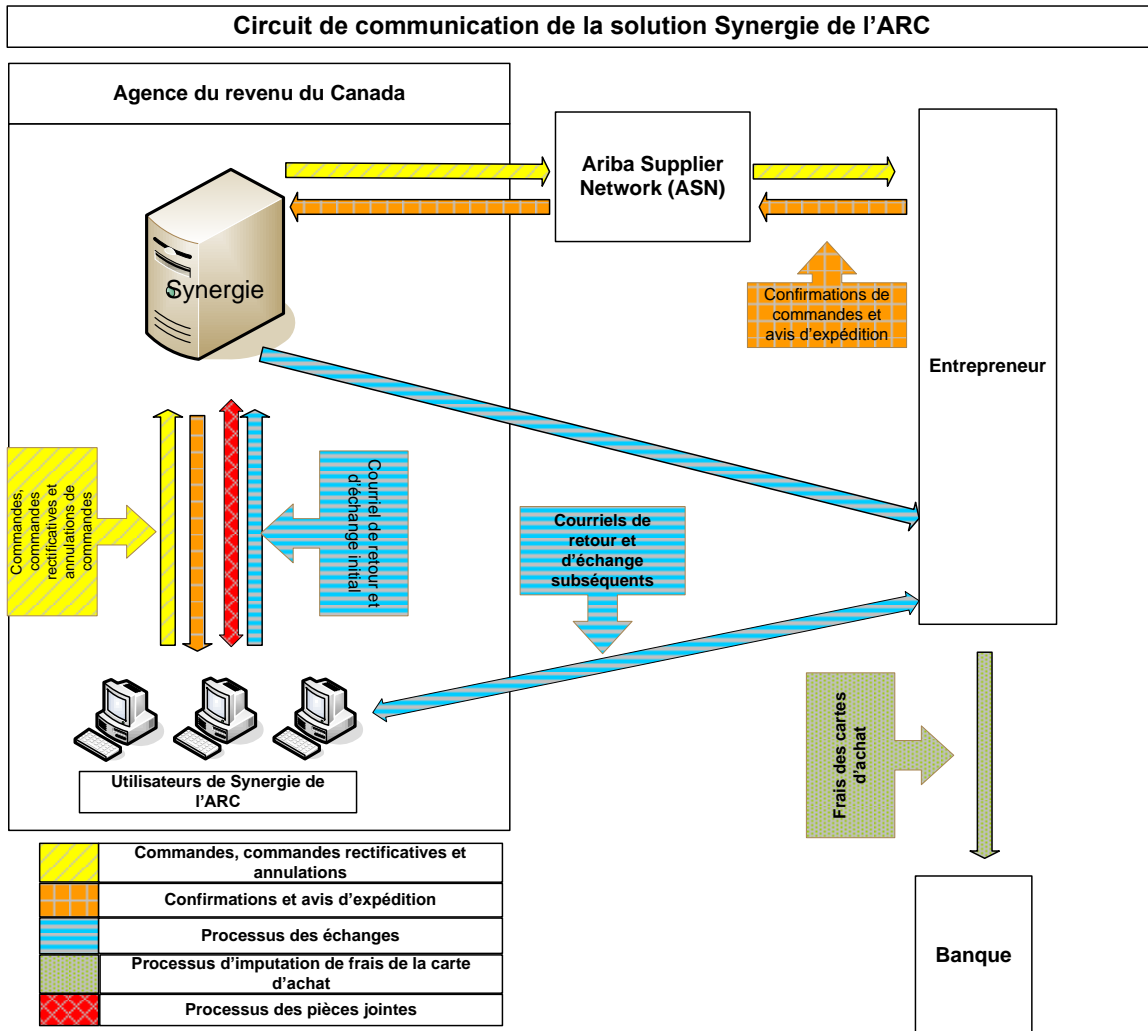 Circuit de communication de la solution Synergie de l’ARC
Agence du revenu du Canada
Ariba Supplier
Network (ASN)
Synergie
Confirmations de
commandes et
avis d’expédition
Entrepreneur
Commandes,
commandes
rectificatives et
annulations de
commandes
Courriel de retour et
d’échange initial
Courriels de
retour et
d’échange
subséquents
Utilisateurs de Synergie de
l’ARC
Frais des cartes
d’achat
Commandes, commandes rectificatives et
annulations
Confirmations et avis d’expédition
Processus des échanges
Processus d’imputation de frais de la carte
d’achat
Processus des pièces jointes
Banque